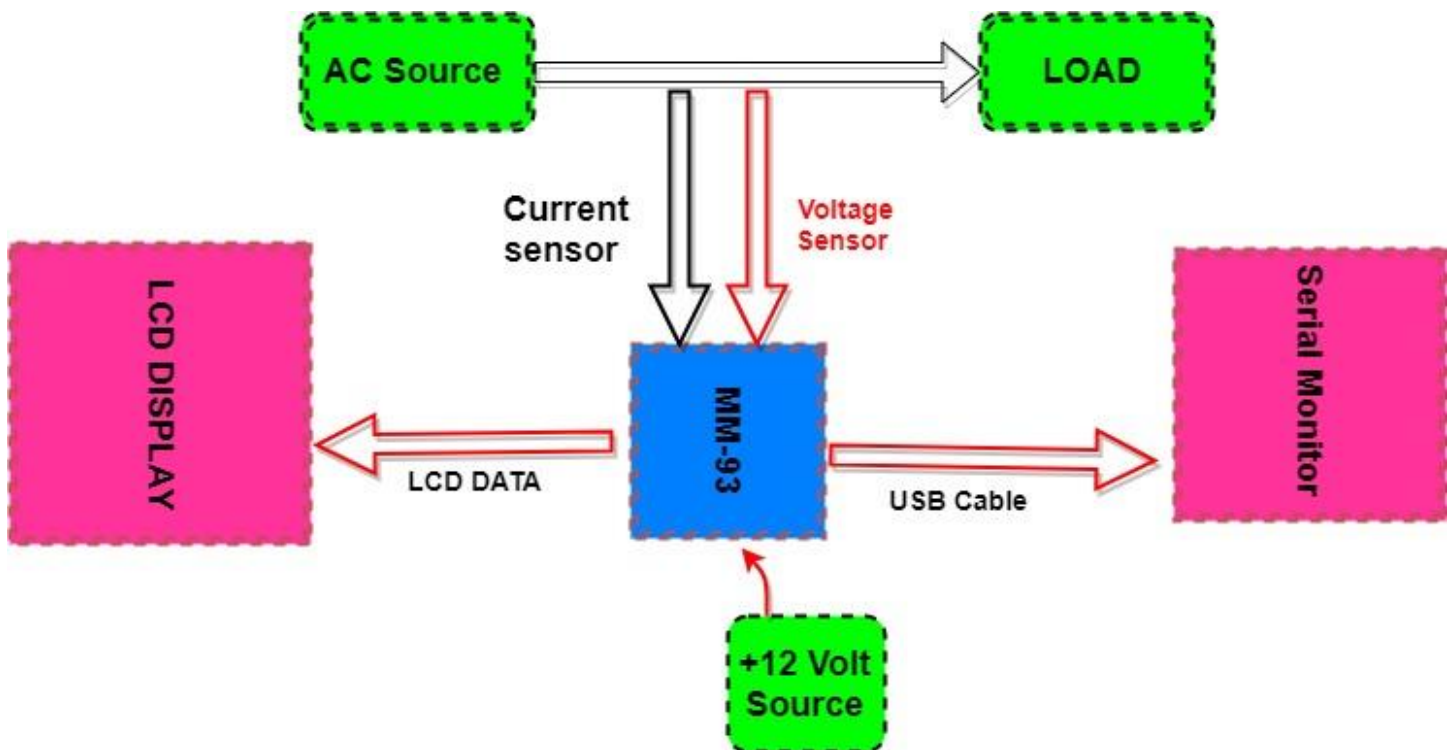 AC Source
LOAD
Current
sensor
Voltage
Sensor
LCD DISPLAY
MM-93
Serial Monitor
LCD DATA
USB Cable
+12 Volt
Source